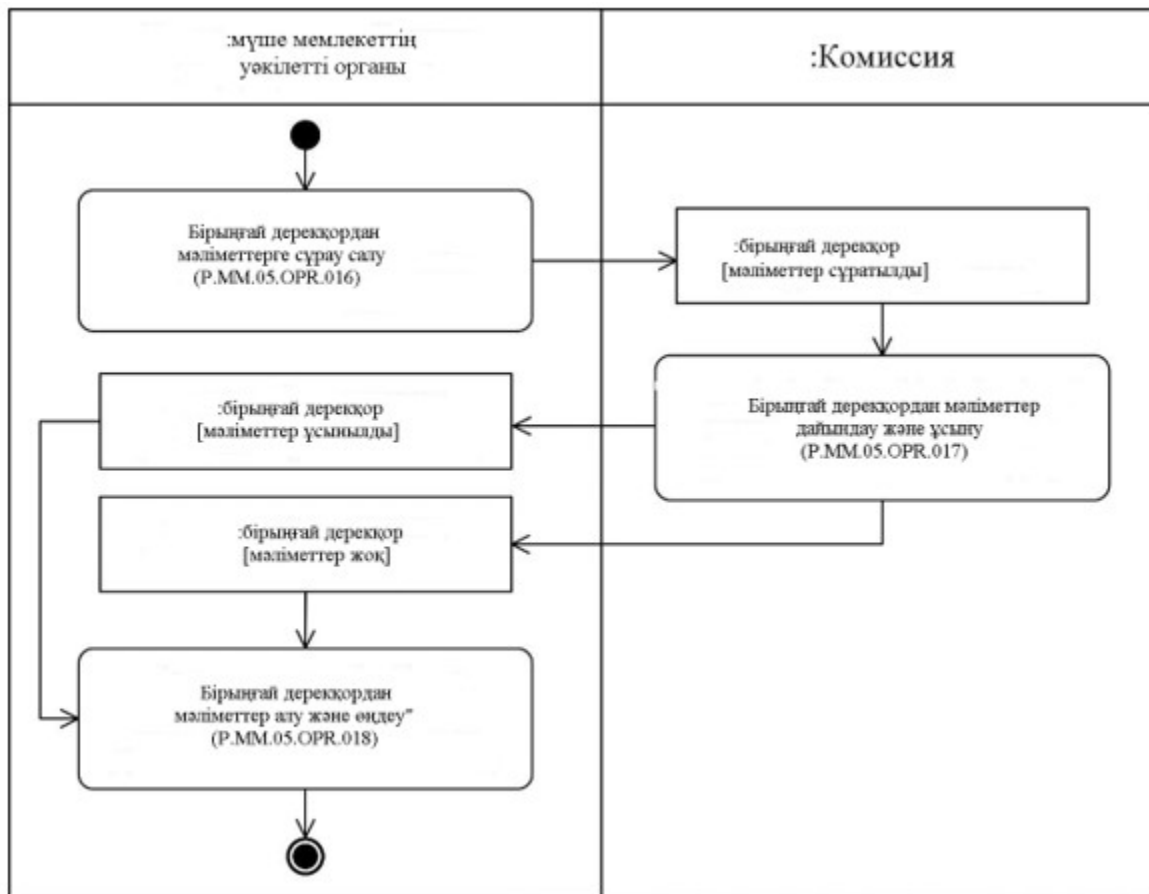 :мүше мемлекеттің
уәкілетті органы
:Комиссия
Бірыңғай дерекқордан
мәліметтерге сұрау салу
(P.MM.05.OPR.016)
:бірыңғай дерекқор
[мәліметтер сұратылды]
Бірыңғай дерекқордан мәліметтер
дайындау және ұсыну
(P.MM.05.OPR.017)
:бірыңғай дерекқор
[мәліметтер ұсынылды]
:бірыңғай дерекқор
[мәліметтер жоқ]
Бірыңғай дерекқордан
мәліметтер алу және өңдеу"
(P.MM.05.OPR.018)